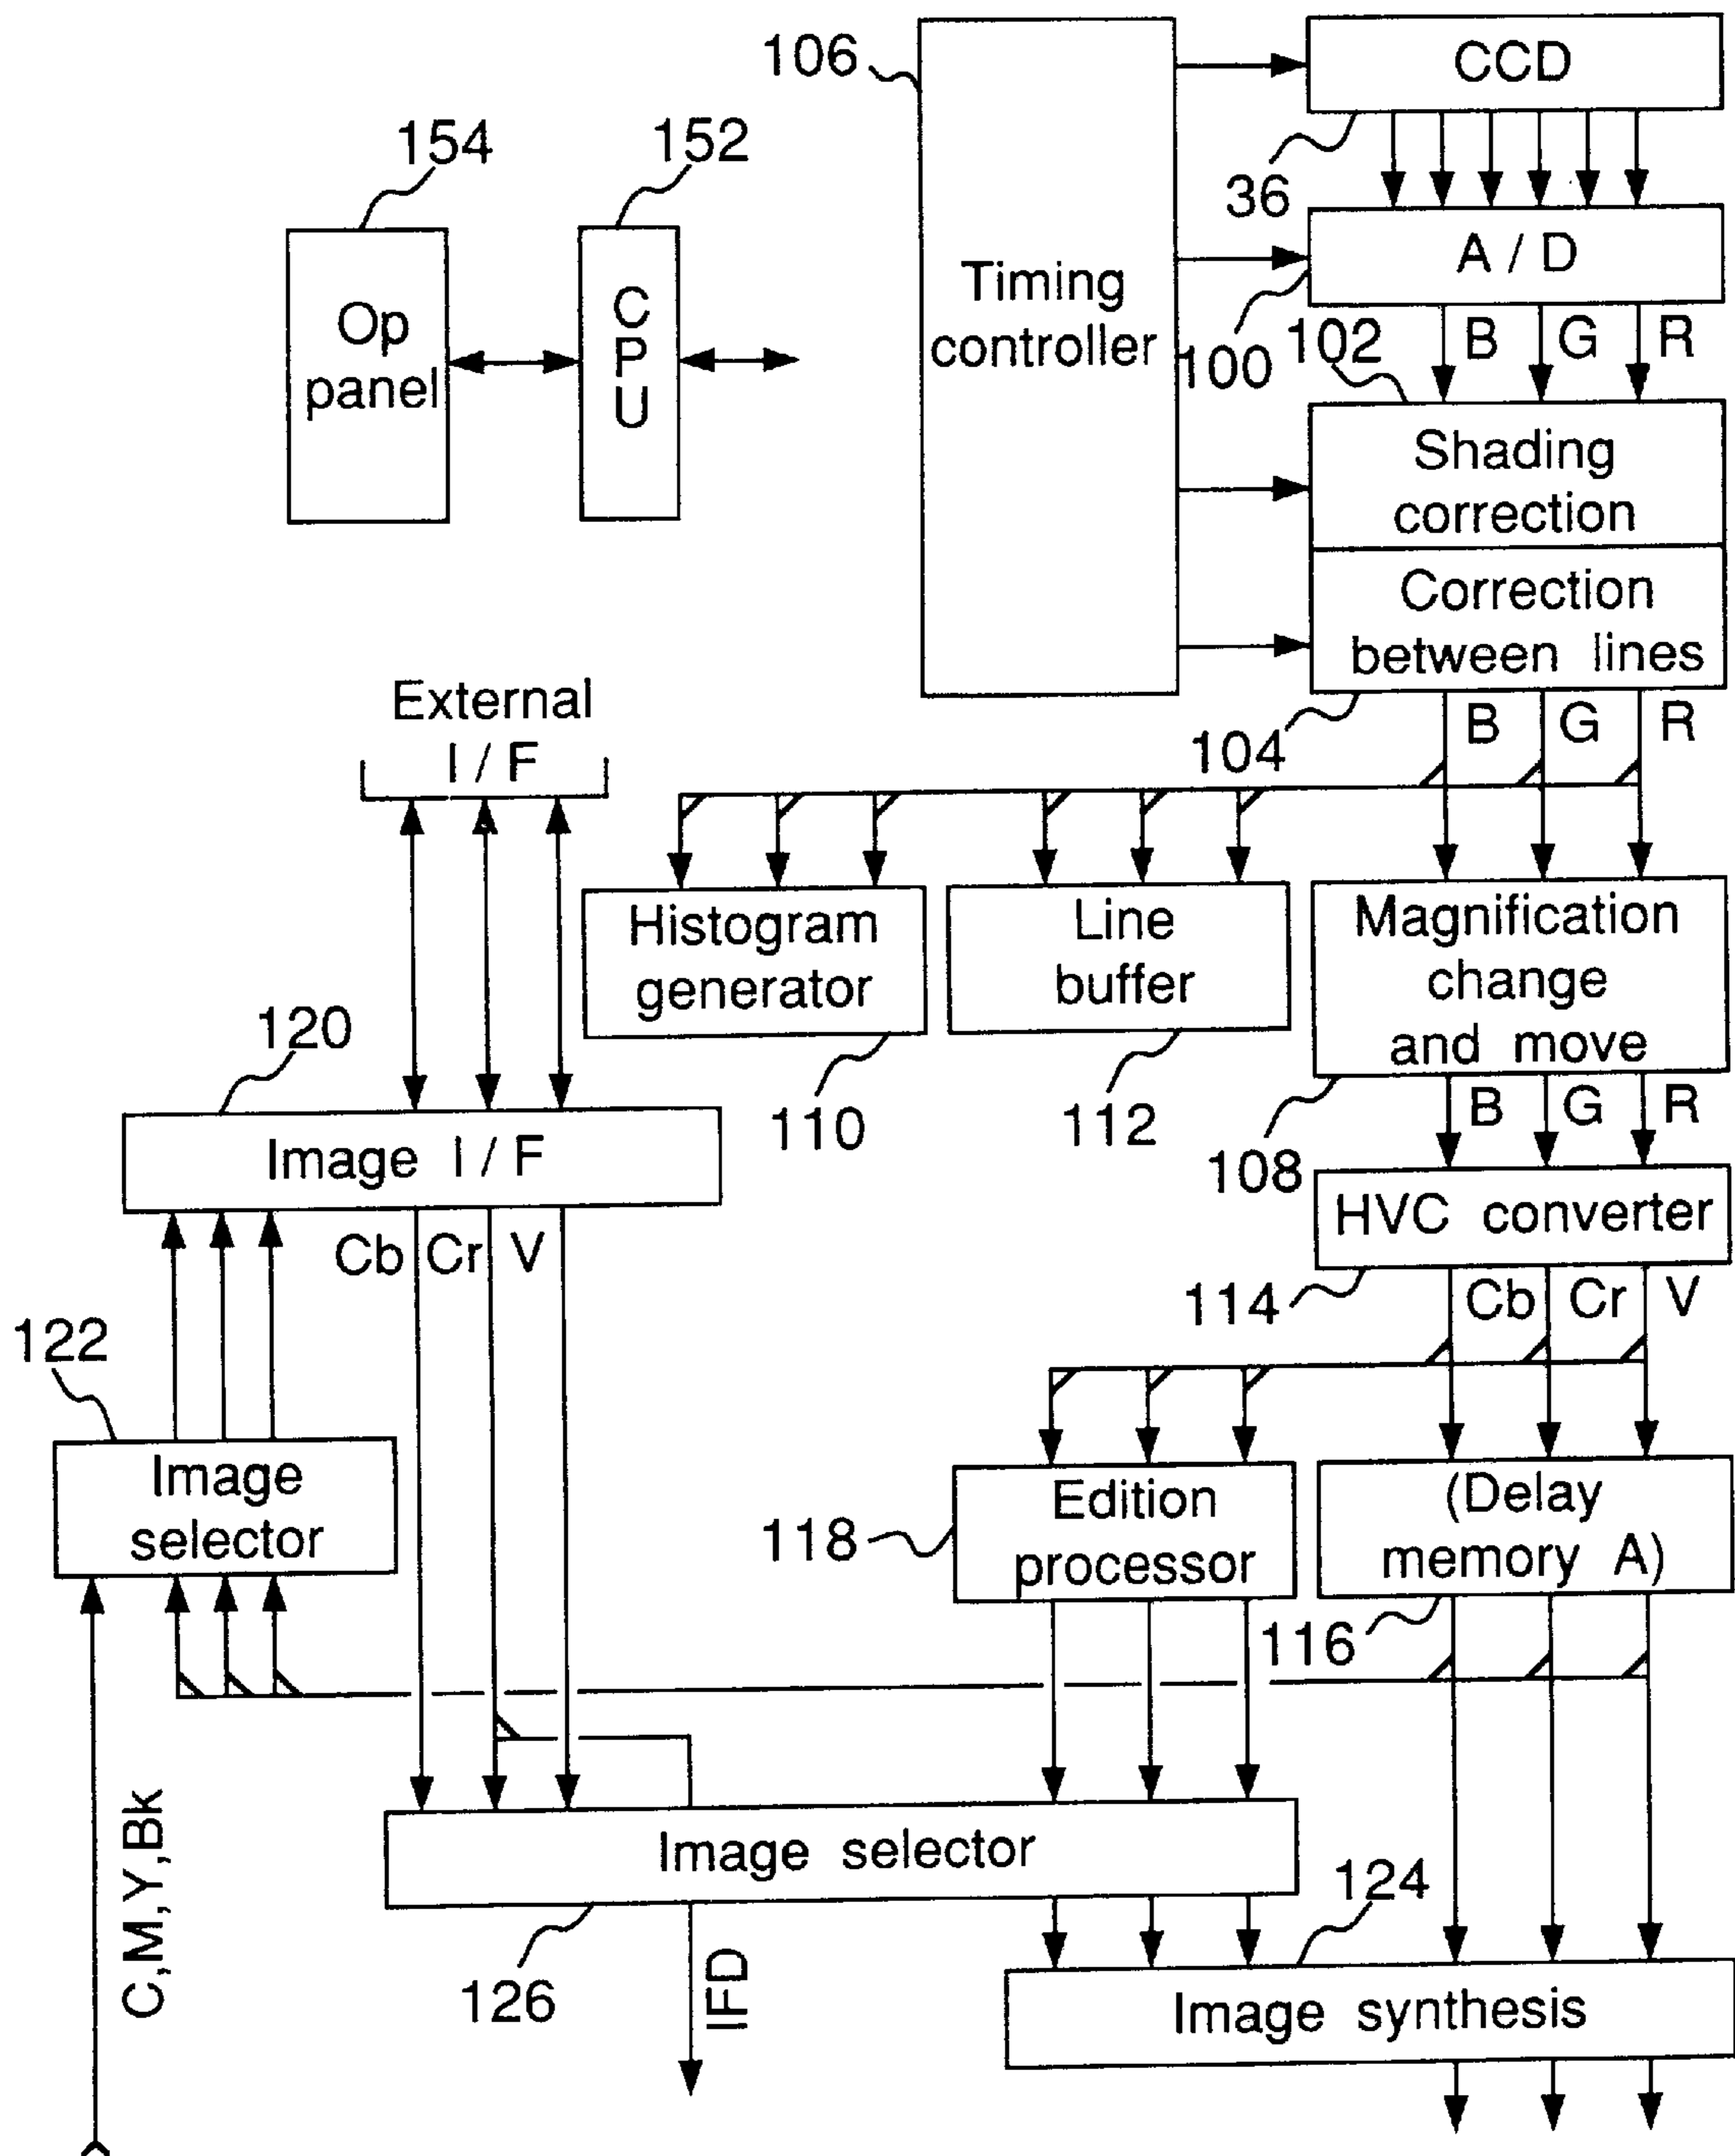 106
CCD
154
152
36
A / D
Op
panel
C
P
U
Timing
controller
100
102
B
G
R
Shading
correction
Correction
between lines
External
I / F
104
B
G
R
Histogram
generator
Line
buffer
Magnification
change
and move
120
110
112
B
G
R
108
Image I / F
HVC converter
Cb
Cr
V
114
Cb
Cr
V
122
Image
selector
118
Edition
processor
(Delay
memory A)
116
C,M,Y,Bk
Image selector
124
126
IFD
Image synthesis